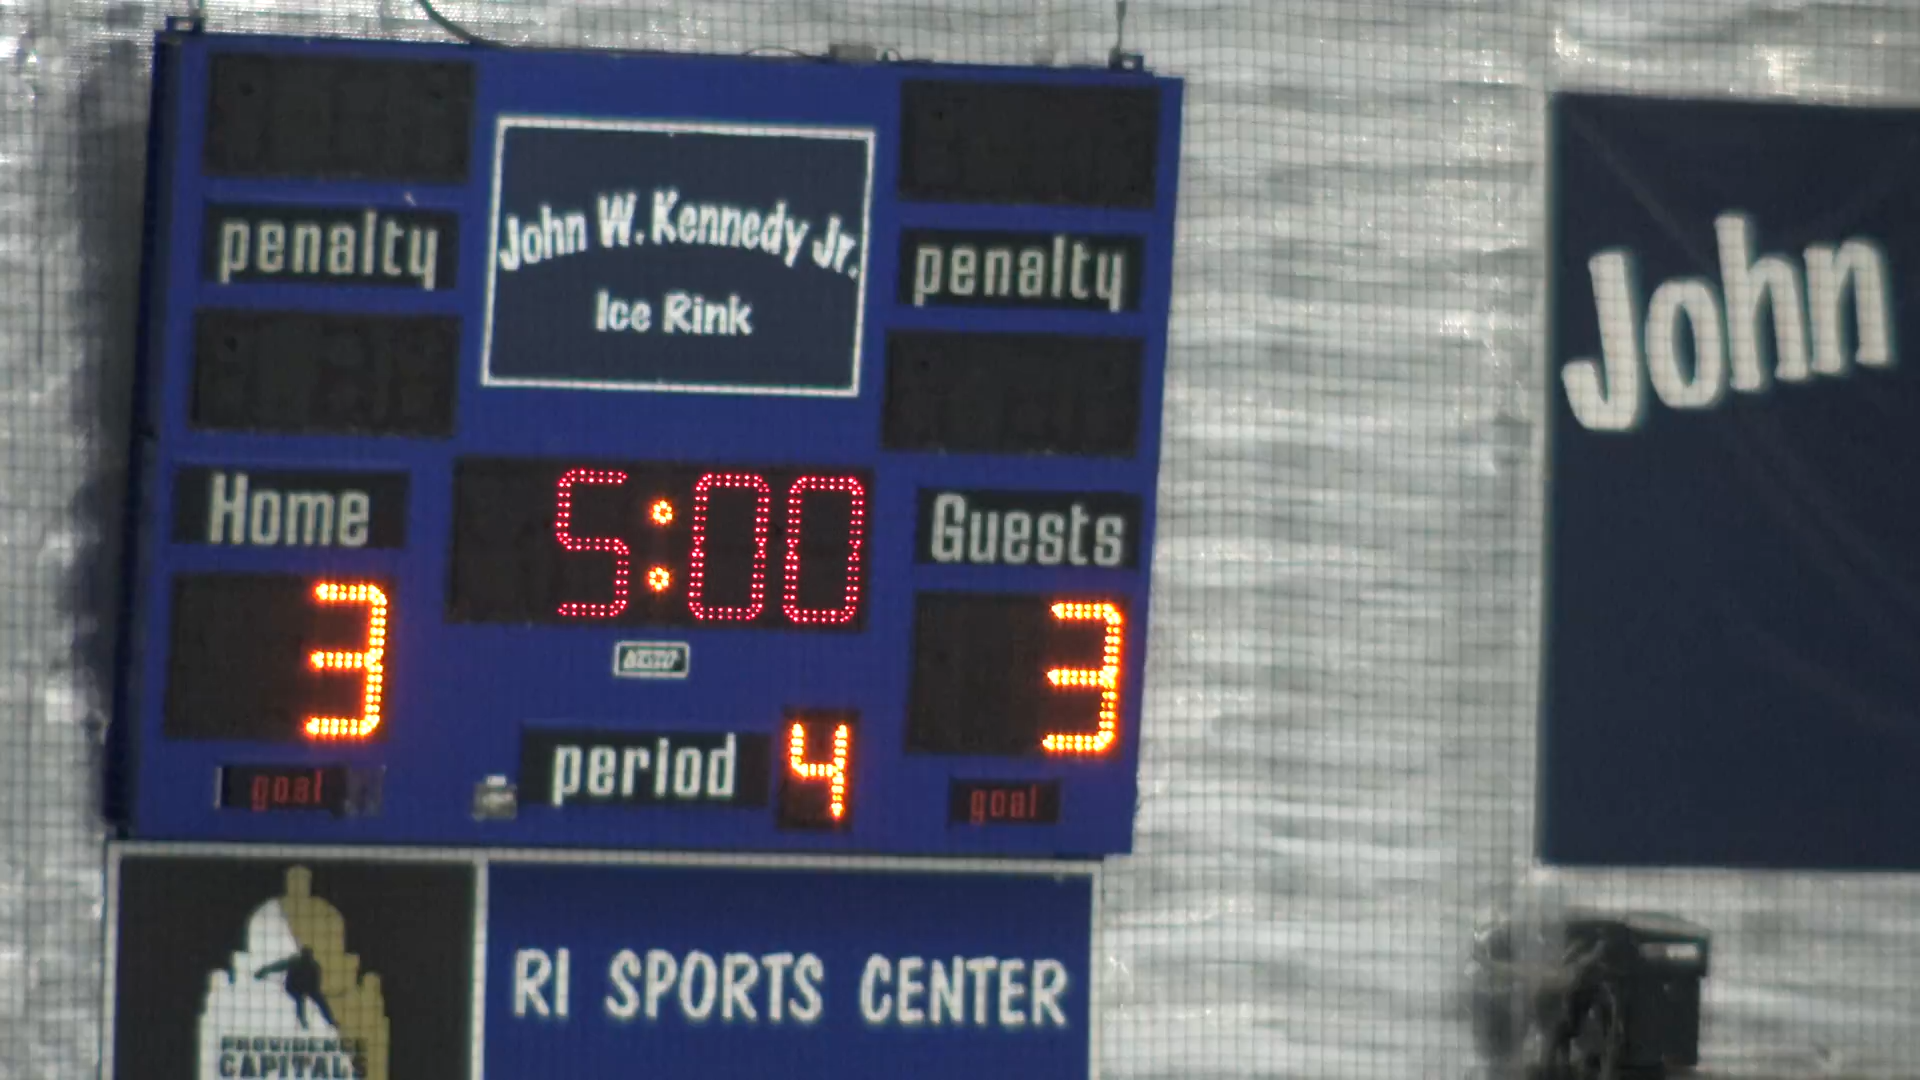 John W. Kennedy Jr.
Ice Rink
penalty
penalty
Home
5:00
Guests
3
3
period 4
goal
goal
RI SPORTS CENTER
PROVIDENCE
CAPITALS
John